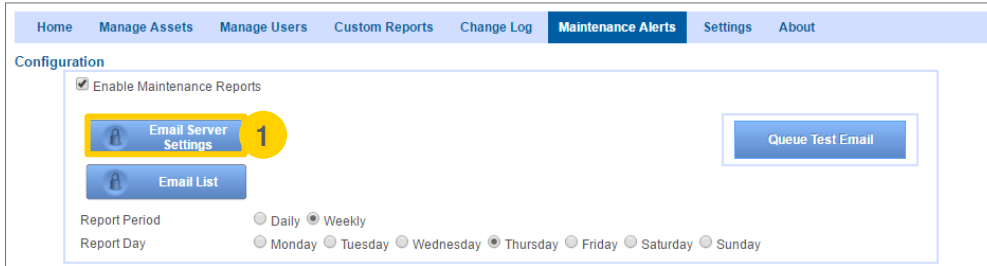 Home Manage Assets Manage Users Custom Reports Change Log Maintenance Alerts Settings About
Configuration
Enable Maintenance Reports
Email Server
Settings
1
Queue Test Email
Email List
Report Period Daily Weekly
Report Day Monday Tuesday Wednesday Thursday Friday Saturday Sunday